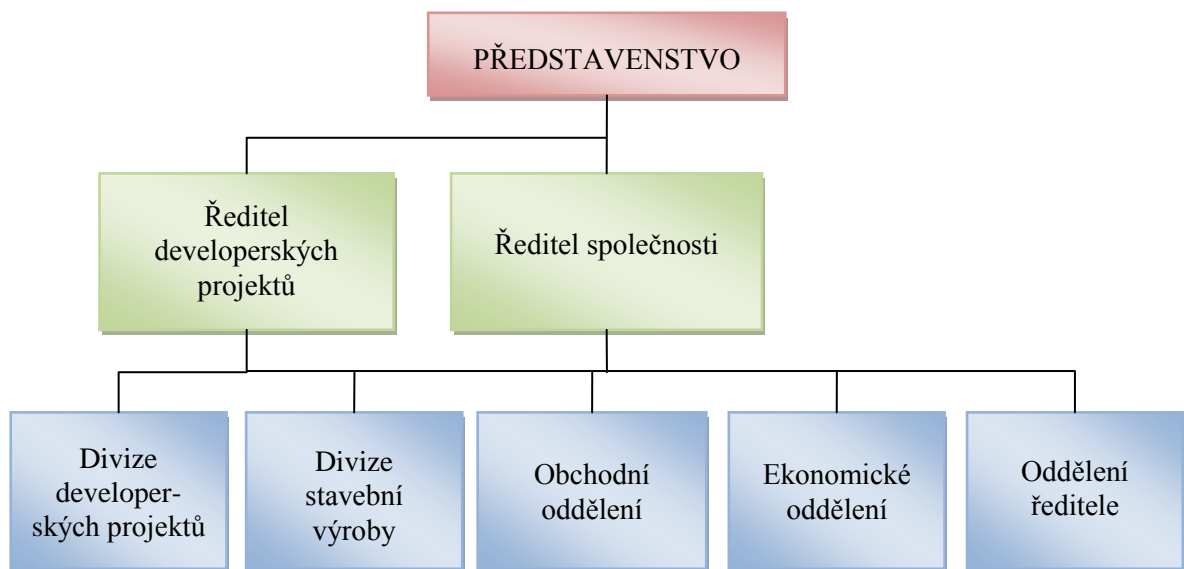 PŘEDSTAVENSTVO
Ředitel
developerských
projektů
Ředitel společnosti
Divize
developer-
ských projektů
Divize
stavební
výroby
Obchodní
oddělení
Ekonomické
oddělení
Oddělení
ředitele